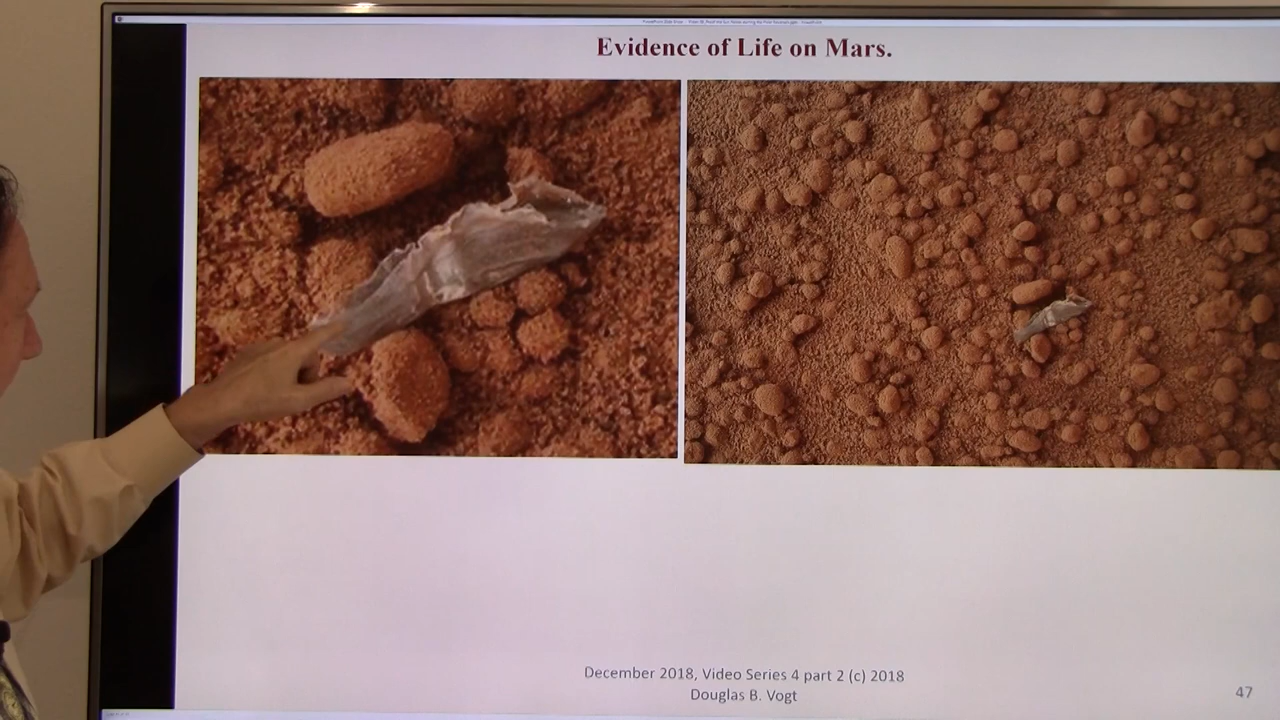 Evidence of Life on Mars.
December 2018, Video Series 4 part 2 (c) 2018
Douglas B. Vogt
47